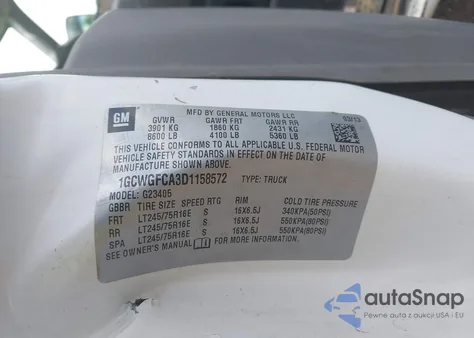 GM
MFD BY GENERAL MOTORS LLC
03/13
GVWR GAWR FRT GAWR RR
3901 KG 1860 KG 2431 KG
8600 LB 4100 LB 5360 LB
THIS VEHICLE CONFORMS TO ALL APPLICABLE U.S. FEDERAL MOTOR
VEHICLE SAFETY STANDARDS IN EFFECT ON THE DATE OF
MANUFACTURE SHOWN ABOVE.
1GCWGFCA3D1158572 TYPE: TRUCK
MODEL: G23405
GBBR TIRE SIZE SPEED RTG RIM COLD TIRE PRESSURE
FRT LT245/75R16E S 16X6.5J 340KPA(50PSI)
RR LT245/75R16E S 16X6.5J 550KPA(80PSI)
SPA LT245/75R16E S 16X6.5J 550KPA(80PSI)
SEE OWNER'S MANUAL
autoSnap
Pewne auta z aukcji USA i EU